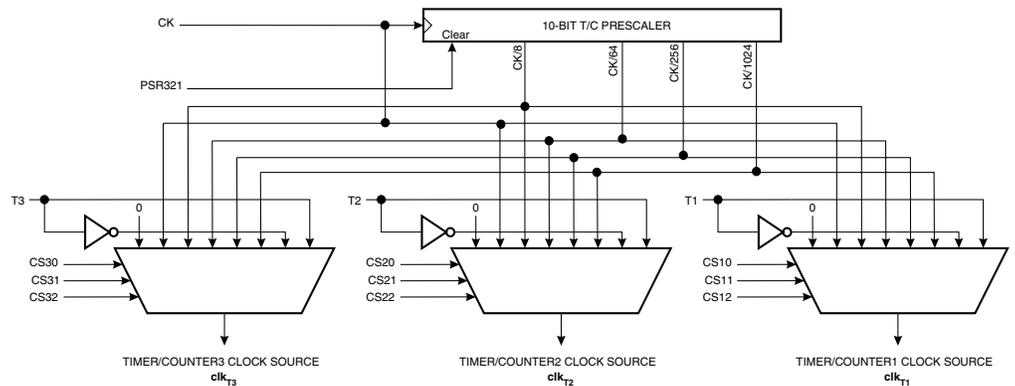 CK
10-BIT T/C PRESCALER
Clear
CK/8
CK/64
CK/256
CK/1024
PSR321
T3
0
T2
0
T1
0
CS30
CS31
CS32
CS20
CS21
CS22
CS10
CS11
CS12
TIMER/COUNTER3 CLOCK SOURCE
clkT3
TIMER/COUNTER2 CLOCK SOURCE
clkT2
TIMER/COUNTER1 CLOCK SOURCE
clkT1